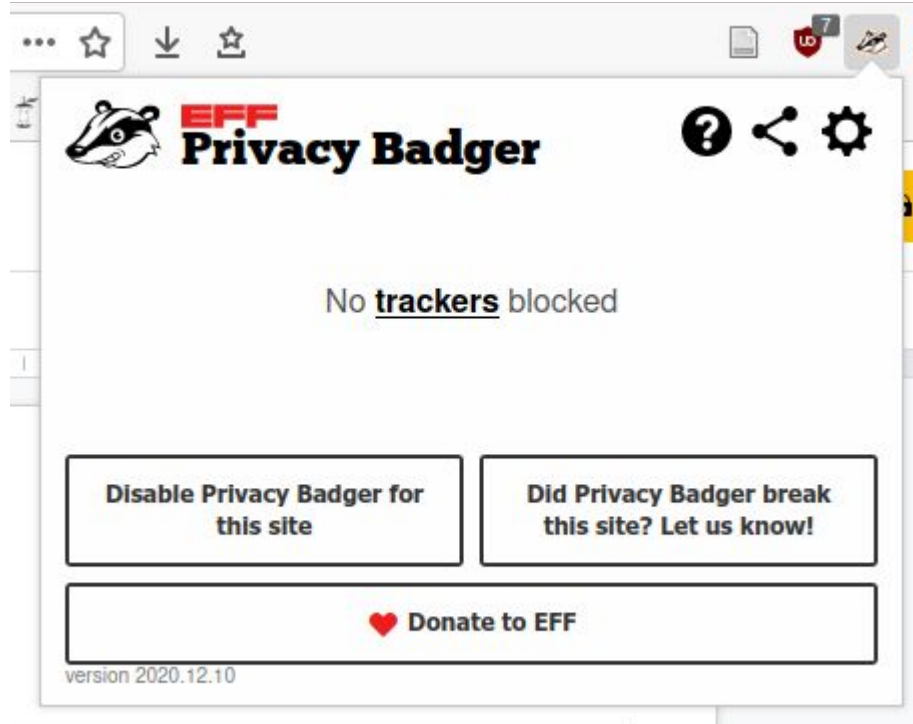 7
EFF
Privacy Badger
No trackers blocked
Disable Privacy Badger for
this site
Did Privacy Badger break
this site? Let us know!
Donate to EFF
version 2020.12.10